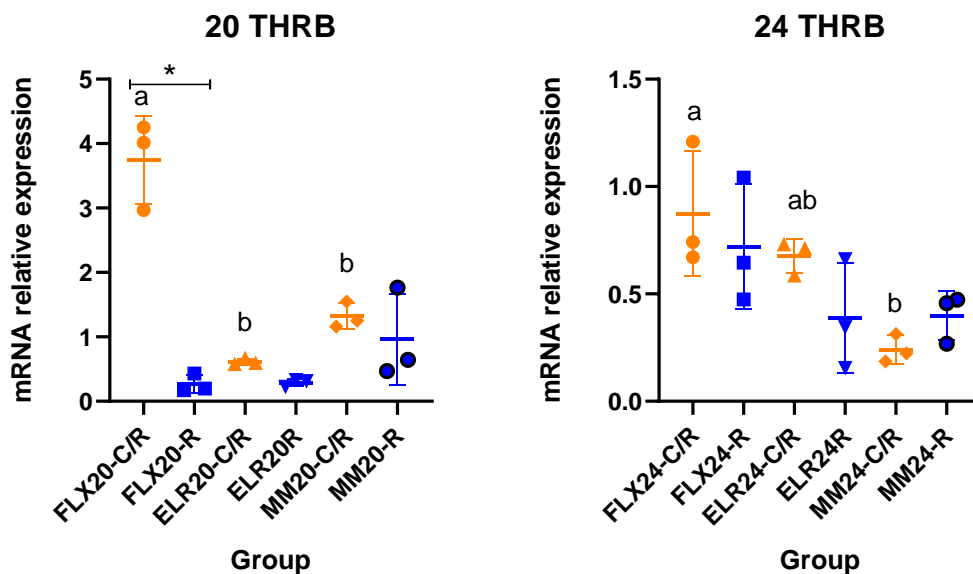 20 THRB
mRNA relative expression
5
4
3
2
1
0
*
a
b
b
FLX20-C/R
FLX20-R
ELR20-C/R
ELR20R
MM20-C/R
MM20-R
Group
24 THRB
mRNA relative expression
1.5
1.0
0.5
0.0
a
ab
b
FLX24-C/R
FLX24-R
ELR24-C/R
ELR24R
MM24-C/R
MM24-R
Group